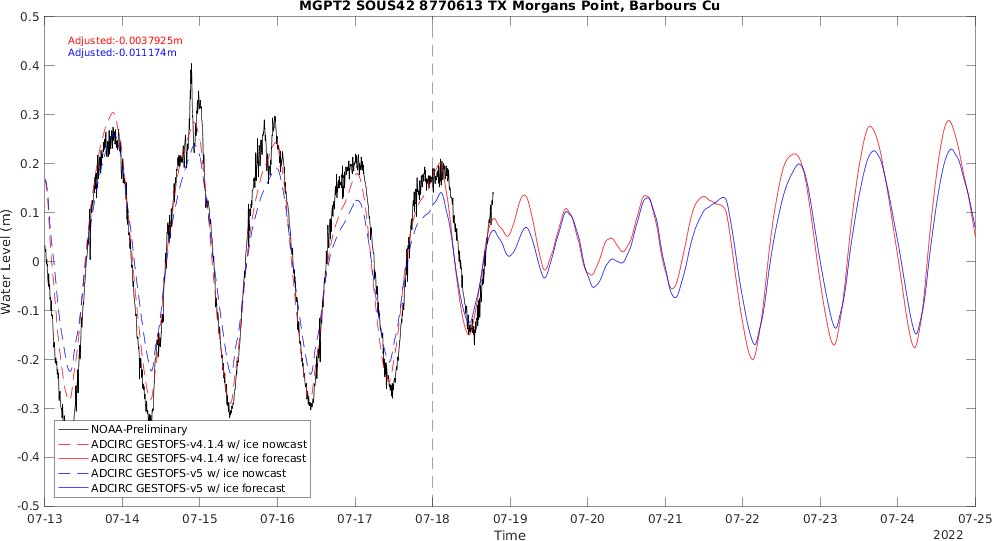 MGPT2 SOUS42 8770613 TX Morgans Point, Barbours Cu
Adjusted:-0.0037925m
Adjusted:-0.011174m
Water Level (m)
0.5
0.4
0.3
0.2
0.1
0
-0.1
-0.2
-0.3
-0.4
-0.5
NOAA-Preliminary
ADCIRC GESTOFS-v4.1.4 w/ ice nowcast
ADCIRC GESTOFS-v4.1.4 w/ ice forecast
ADCIRC GESTOFS-v5 w/ ice nowcast
ADCIRC GESTOFS-v5 w/ ice forecast
07-13 07-14 07-15 07-16 07-17 07-18 07-19 07-20 07-21 07-22 07-23 07-24 07-25
Time
2022